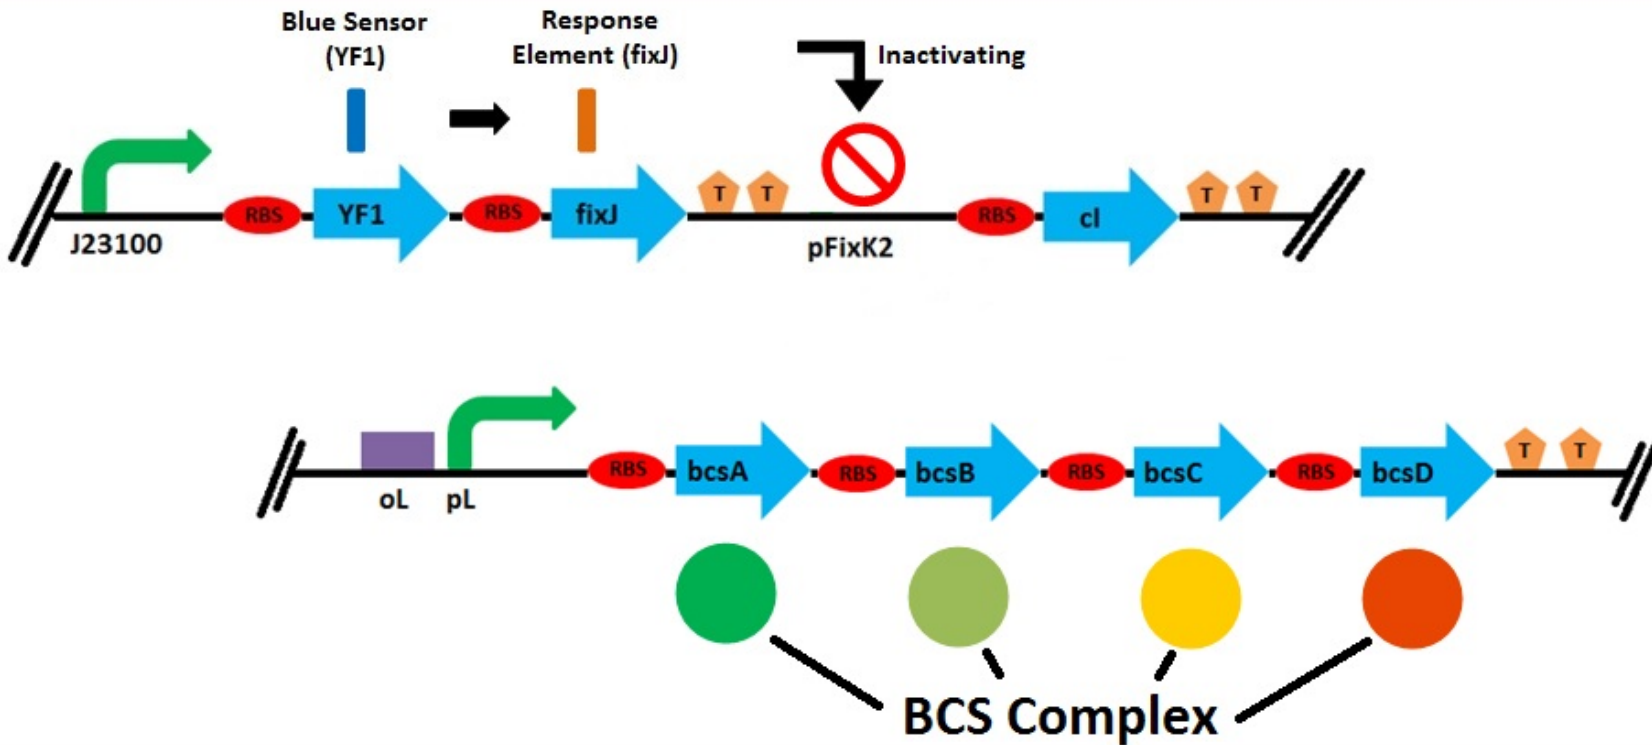 Blue Sensor
(YF1)
Response
Element (fixJ)
Inactivating
RBS YF1 RBS fixJ T T RBS cI T T
J23100 pFixK2
RBS bcsA RBS bcsB RBS bcsC RBS bcsD T T
oL pL
BCS Complex